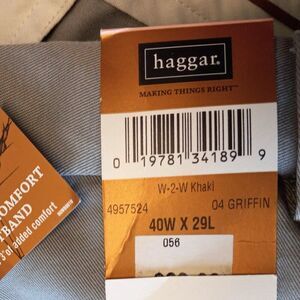 haggar.
MAKING THINGS RIGHT™
0 19781 34189 9
W-2-W Khaki
4957524 04 GRIFFIN
40W X 29L
056
COMFORT
BAND
of added comfort